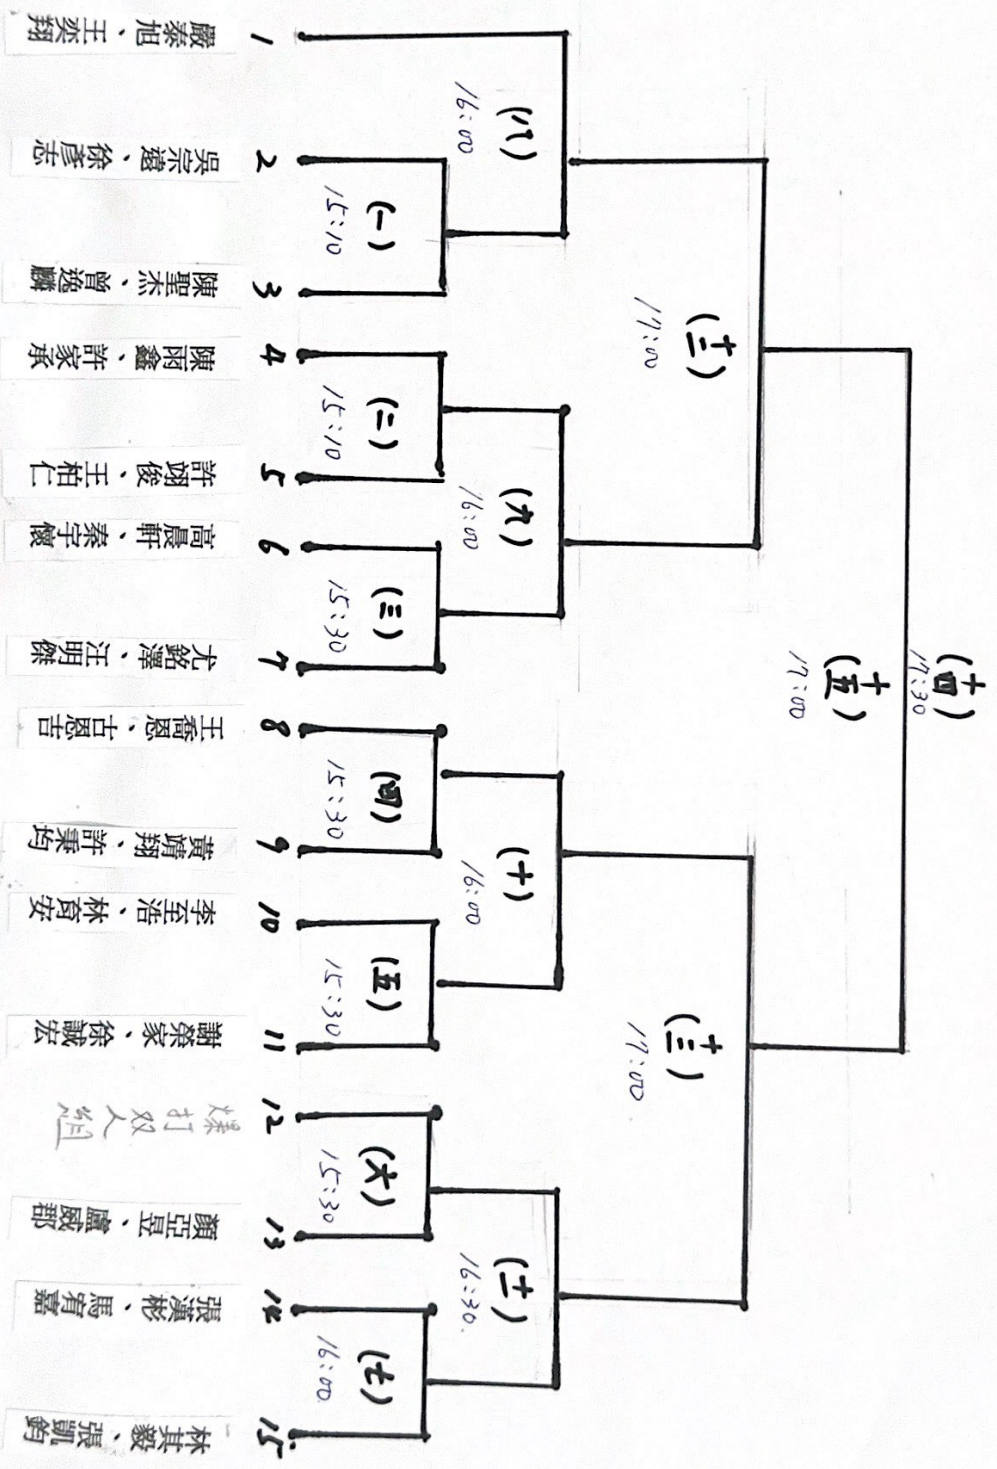 (十四)
17:30
(十五)
17:00
(十二)
17:00
(十三)
17:00
(八)
16:00
(九)
16:00
(十)
16:00
(十一)
16:30
(一)
15:10
(二)
15:10
(三)
15:30
(四)
15:30
(五)
15:30
(六)
15:30
(七)
16:00
1
2
3
4
5
6
7
8
9
10
11
12
13
14
15
嚴泰旭、王奕翔
吳宗遠、徐彥志
陳聖杰、曾逸麟
陳雨鑫、許家承
許翊俊、王柏仁
高晨軒、秦宇懷
尤銘澤、汪明傑
王喬恩、古恩吉
黃靖翔、許秉均
李至浩、林育安
謝榮家、徐誠宏
爆打双人組
顏亞昱、盧威郡
張漢彬、馬宥嘉
林其毅、張凱鈞